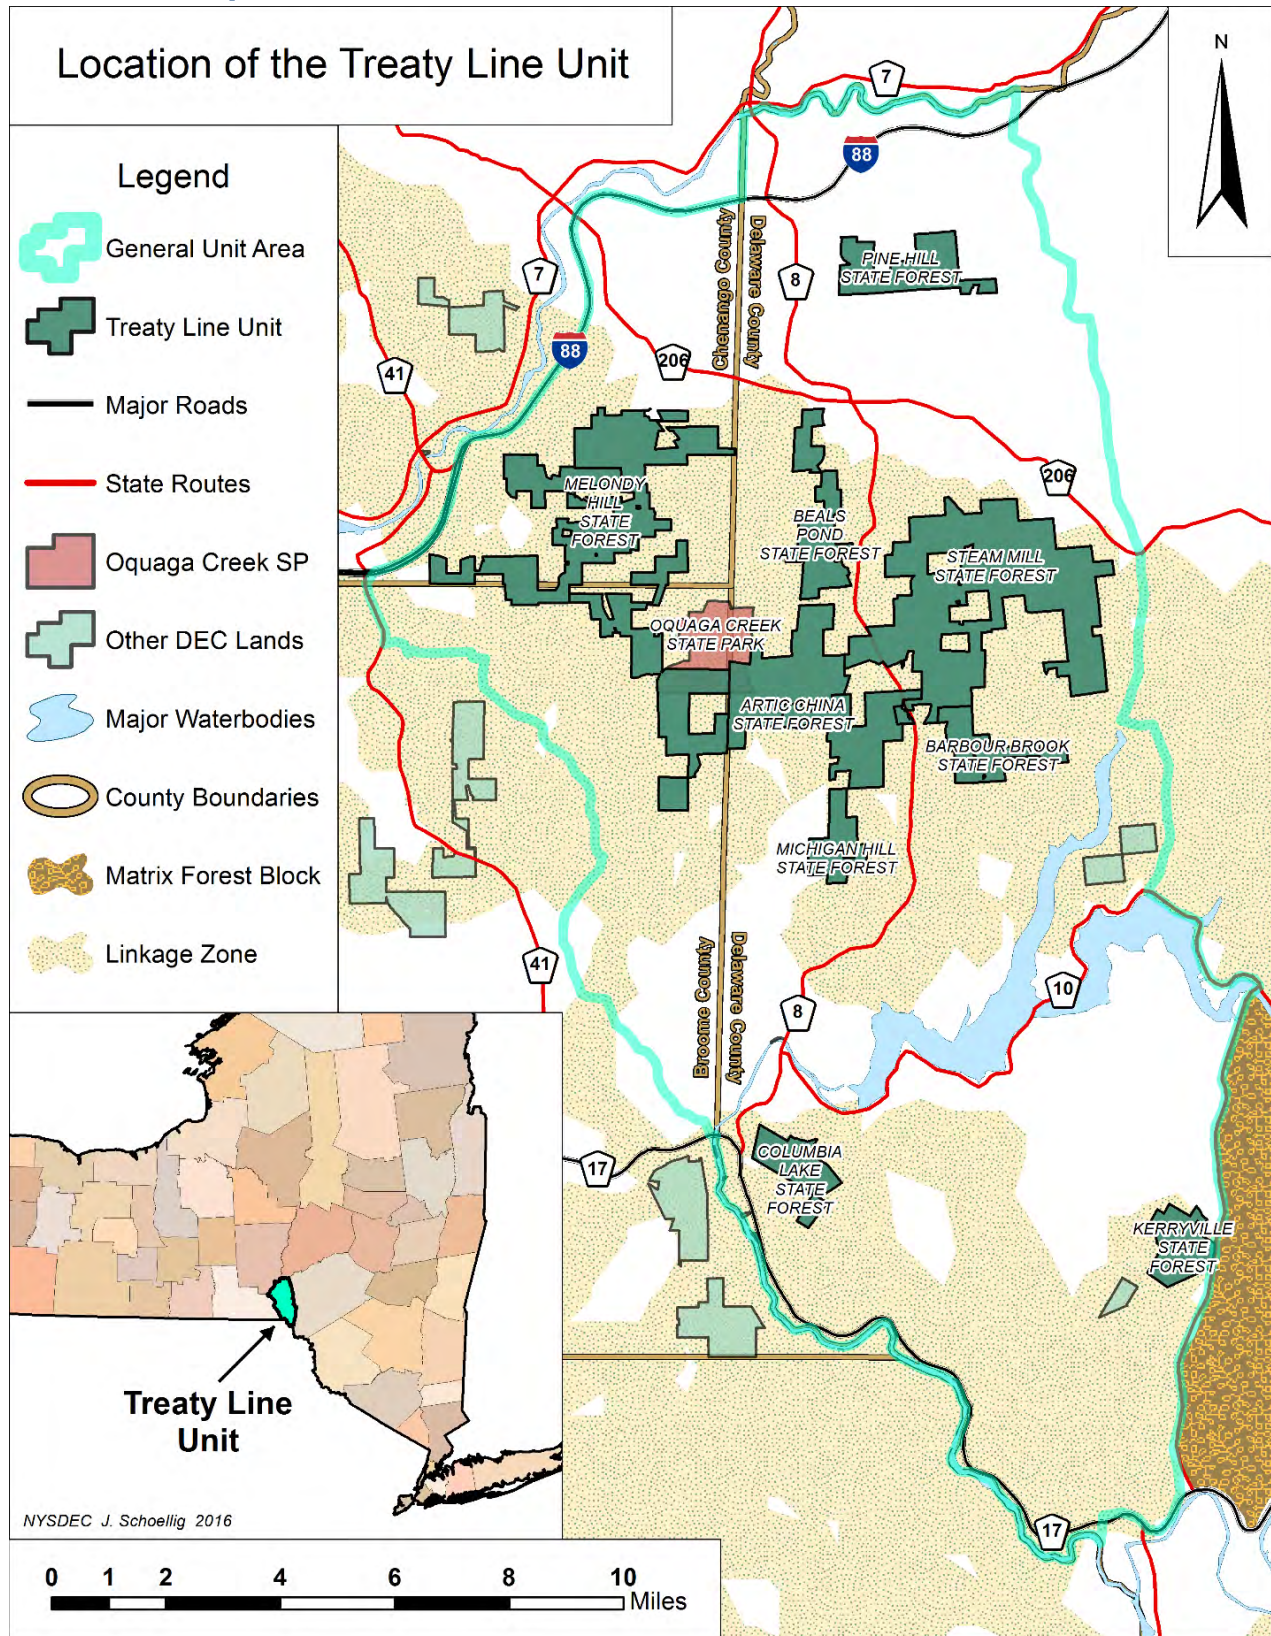 Location of the Treaty Line Unit
N
Legend
General Unit Area
Treaty Line Unit
Major Roads
State Routes
Oquaga Creek SP
Other DEC Lands
Major Waterbodies
County Boundaries
Matrix Forest Block
Linkage Zone
7
88
Chenango County
Delaware County
PINE HILL
STATE FOREST
7
8
88
206
41
206
MELONDY
HILL
STATE
FOREST
BEALS
POND
STATE FOREST
STEAM MILL
STATE FOREST
OQUAGA CREEK
STATE PARK
ARTIC CHINA
STATE FOREST
BARBOUR BROOK
STATE FOREST
MICHIGAN HILL
STATE FOREST
41
Broome County
Delaware County
8
10
17
COLUMBIA
LAKE
STATE
FOREST
KERRYVILLE
STATE
FOREST
17
Treaty Line
Unit
NYSDEC J. Schoellig 2016
0 1 2 4 6 8 10
Miles